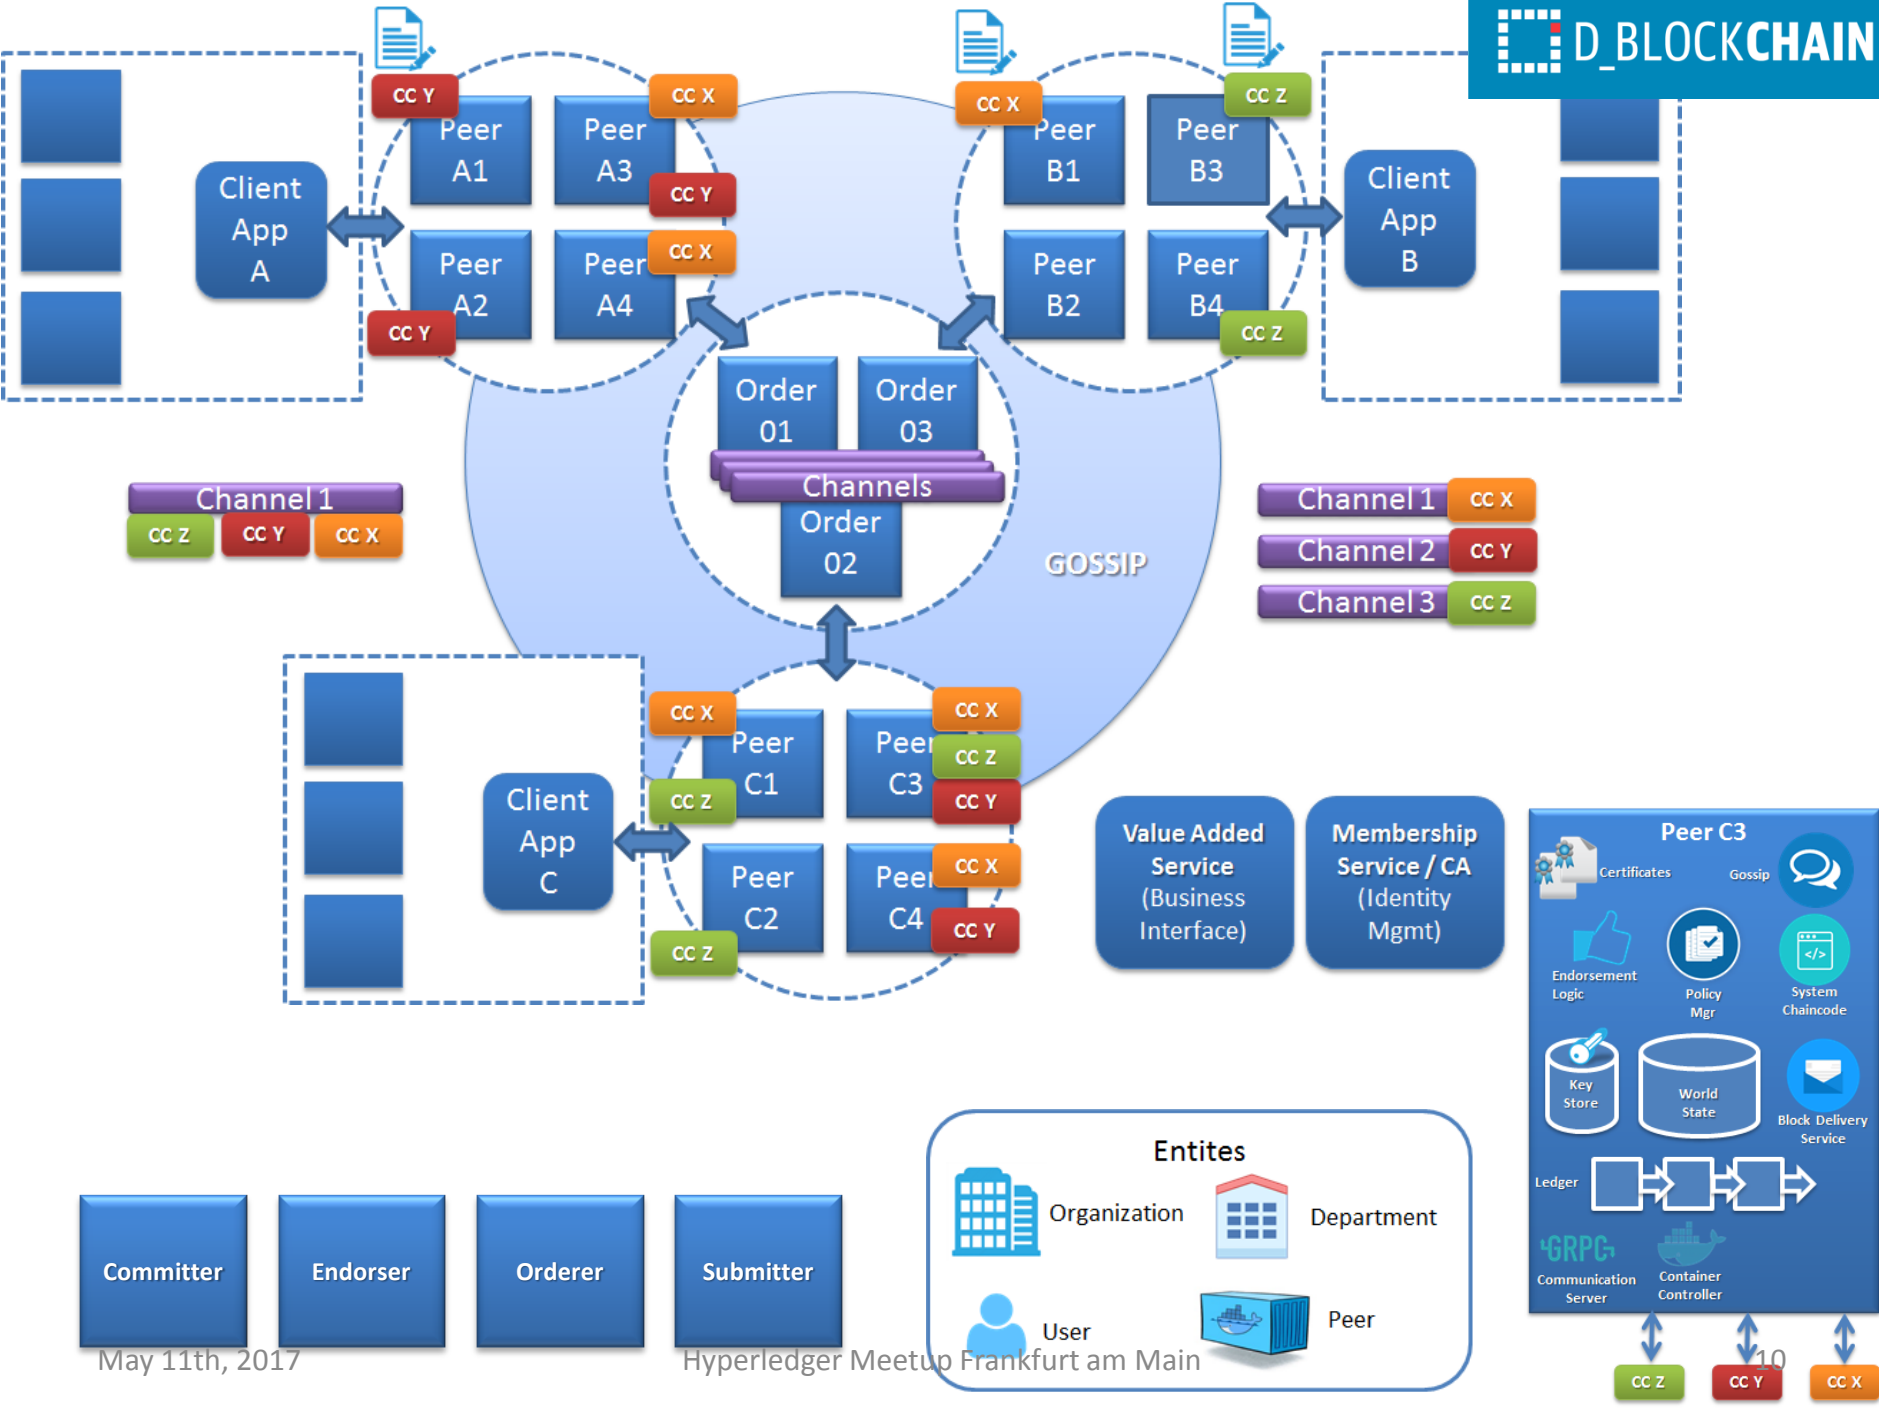 D_BLOCKCHAIN
CC Y
CC X
Peer
A1
Peer
A3
CC Y
Peer
A2
CC Y
Peer
A4
CC X
Client
App
A
CC X
Peer
B1
CC Z
Peer
B3
Peer
B2
Peer
B4
CC Z
Client
App
B
Order
01
Order
03
Channels
Order
02
GOSSIP
Channel 1
CC Z
CC Y
CC X
Channel 1
CC X
Channel 2
CC Y
Channel 3
CC Z
Client
App
C
CC X
Peer
C1
CC Z
Peer
C3
CC X
CC Z
CC Y
Peer
C2
CC Z
Peer
C4
CC X
CC Y
Value Added
Service
(Business
Interface)
Membership
Service / CA
(Identity
Mgmt)
Peer C3
Certificates
Gossip
Endorsement
Logic
Policy
Mgr
System
Chaincode
</>
Key
Store
World
State
Block Delivery
Service
Ledger
GRPC
Communication
Server
Container
Controller
CC Z
CC Y
CC X
Committer
Endorser
Orderer
Submitter
Entites
Organization
Department
User
Peer
May 11th, 2017
Hyperledger Meetup Frankfurt am Main
10